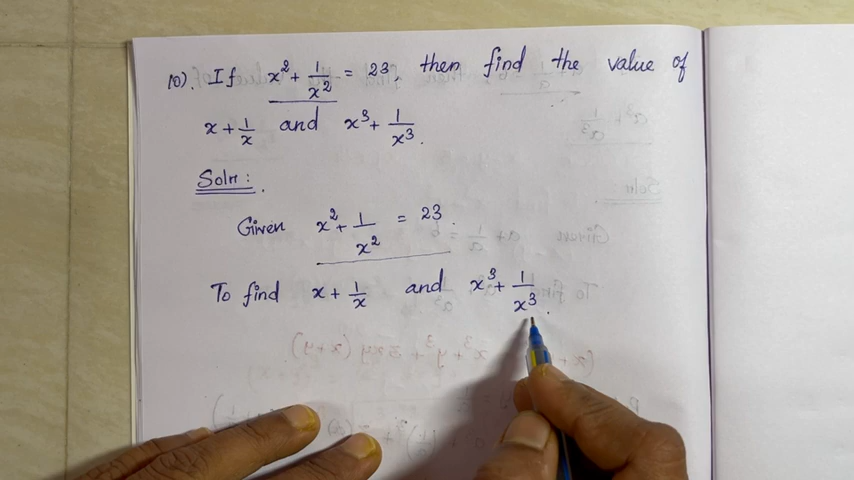 10). If x² + 1/x² = 23, then find the value of
x + 1/x and x³ + 1/x³.
Soln :
Given x² + 1/x² = 23.
To find x + 1/x and x³ + 1/x³.